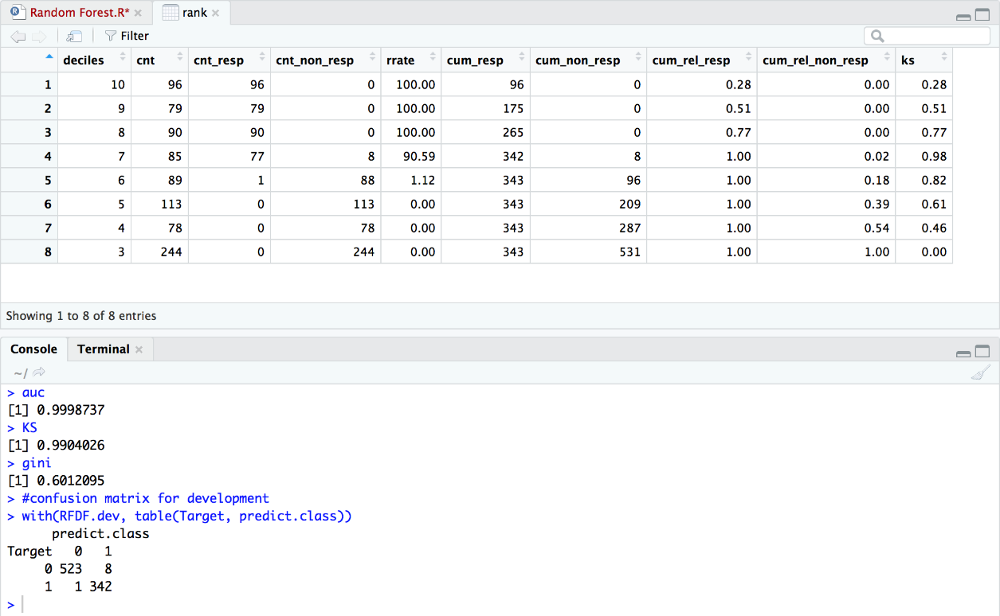 Random Forest.R* rank
Filter
deciles cnt cnt_resp cnt_non_resp rrate cum_resp cum_non_resp cum_rel_resp cum_rel_non_resp ks
1 10 96 96 0 100.00 96 0 0.28 0.00 0.28
2 9 79 79 0 100.00 175 0 0.51 0.00 0.51
3 8 90 90 0 100.00 265 0 0.77 0.00 0.77
4 7 85 77 8 90.59 342 8 1.00 0.02 0.98
5 6 89 1 88 1.12 343 96 1.00 0.18 0.82
6 5 113 0 113 0.00 343 209 1.00 0.39 0.61
7 4 78 0 78 0.00 343 287 1.00 0.54 0.46
8 3 244 0 244 0.00 343 531 1.00 1.00 0.00
Showing 1 to 8 of 8 entries
Console Terminal
~/
> auc
[1] 0.9998737
> KS
[1] 0.9904026
> gini
[1] 0.6012095
> #confusion matrix for development
> with(RFDF.dev, table(Target, predict.class))
predict.class
Target 0 1
0 523 8
1 1 342
>